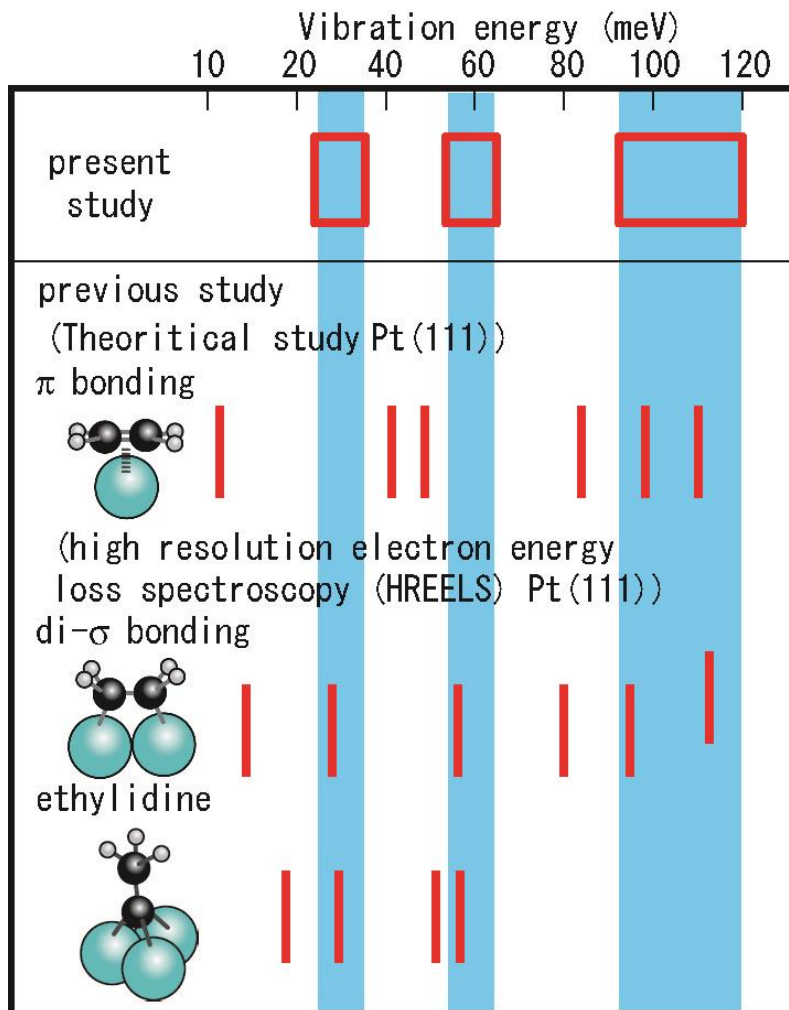 Vibration energy (meV)
10 20 40 60 80 100 120
present
study
previous study
(Theoritical study Pt(111))
π bonding
(high resolution electron energy
loss spectroscopy (HREELS) Pt(111))
di-σ bonding
ethylidine